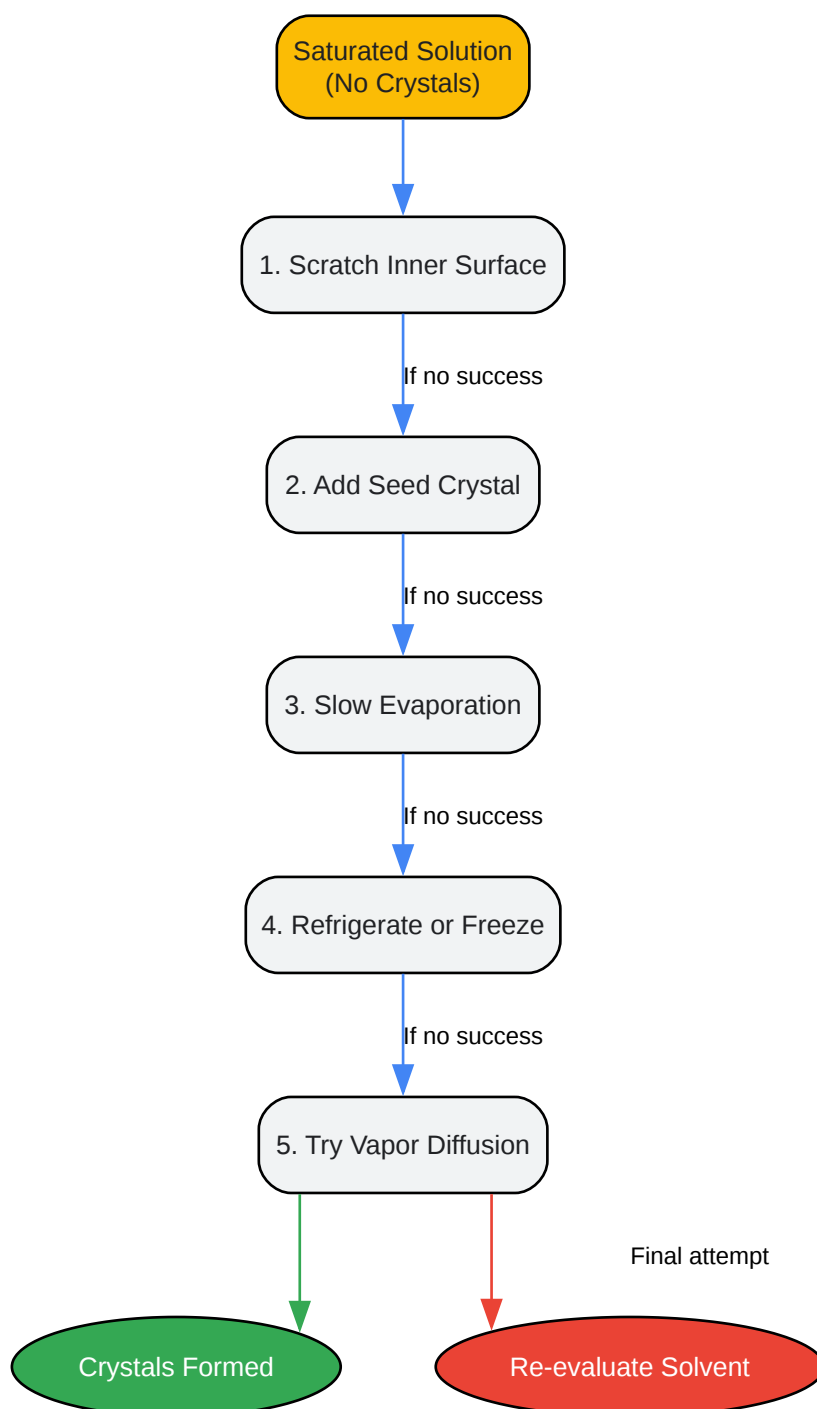 Saturated Solution
(No Crystals)
1. Scratch Inner Surface
If no success
2. Add Seed Crystal
If no success
3. Slow Evaporation
If no success
4. Refrigerate or Freeze
If no success
5. Try Vapor Diffusion
Final attempt
Crystals Formed
Re-evaluate Solvent